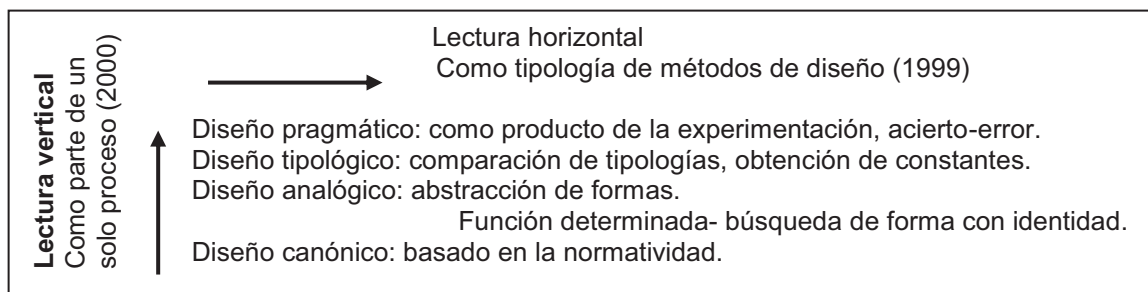 Lectura vertical
Como parte de un
solo proceso (2000)
Lectura horizontal
Como tipología de métodos de diseño (1999)
Diseño pragmático: como producto de la experimentación, acierto-error.
Diseño tipológico: comparación de tipologías, obtención de constantes.
Diseño analógico: abstracción de formas.
Función determinada- búsqueda de forma con identidad.
Diseño canónico: basado en la normatividad.